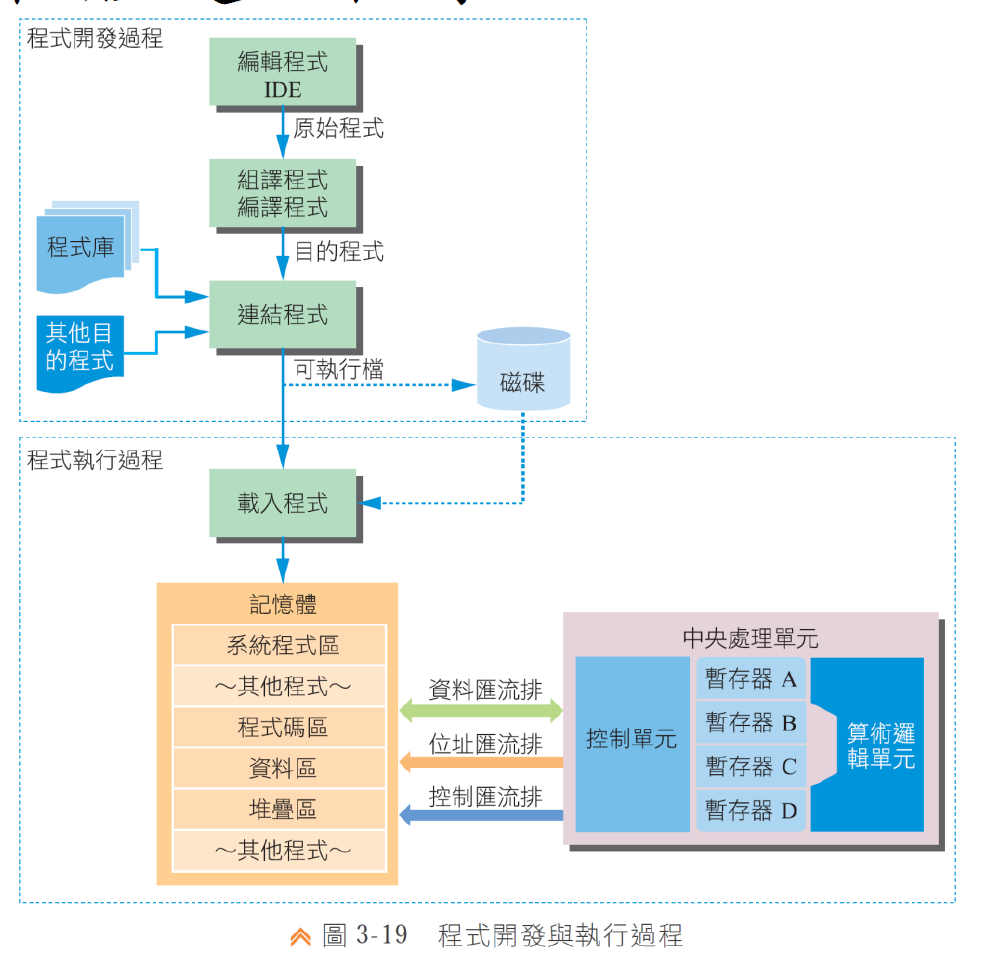 程式開發過程
編輯程式
IDE
原始程式
組譯程式
編譯程式
目的程式
程式庫
連結程式
其他目
的程式
可執行檔
磁碟
程式執行過程
載入程式
記憶體
系統程式區
～其他程式～
程式碼區
資料區
堆疊區
～其他程式～
資料匯流排
位址匯流排
控制匯流排
中央處理單元
控制單元
暫存器 A
暫存器 B
暫存器 C
暫存器 D
算術邏
輯單元
圖 3-19 程式開發與執行過程